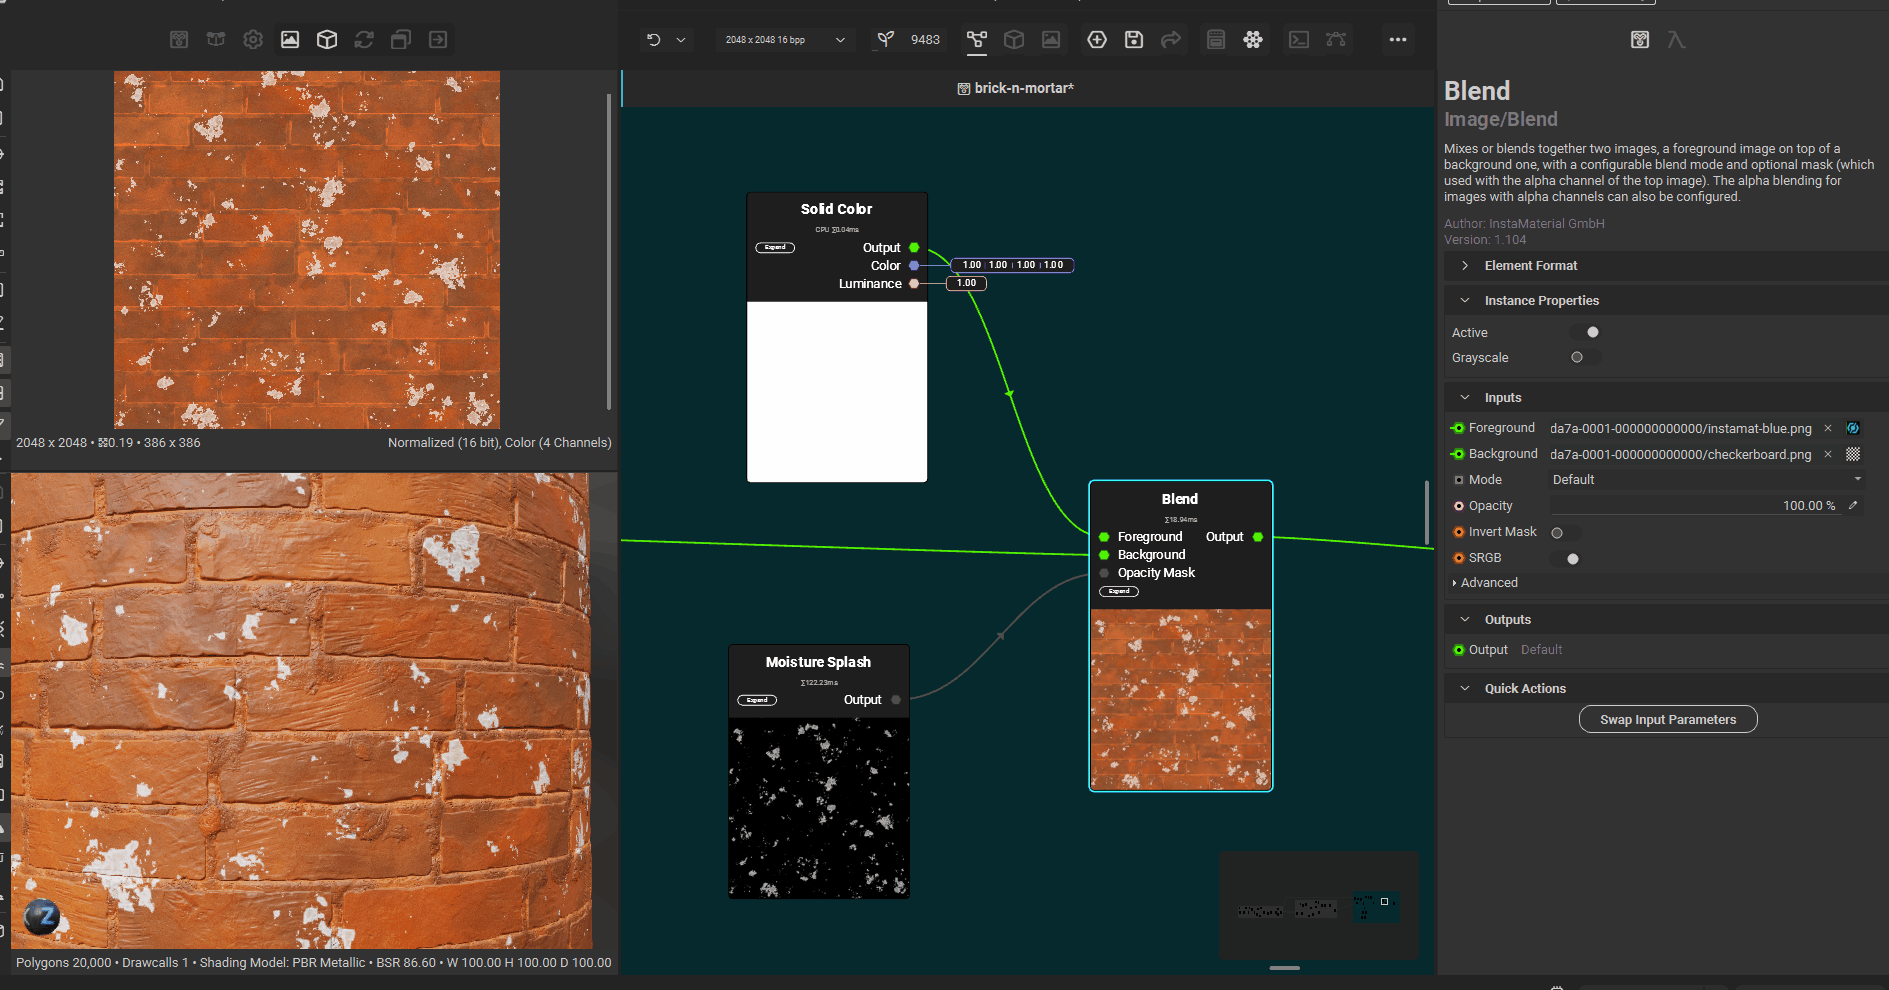 2048 x 2048 16 bpp
9483
brick-n-mortar*
2048 x 2048 • 0.19 • 386 x 386
Normalized (16 bit), Color (4 Channels)
Polygons 20,000 • Drawcalls 1 • Shading Model: PBR Metallic • BSR 86.60 • W 100.00 H 100.00 D 100.00
Z
Solid Color
CPU ∑0.04ms
Expand
Output
Color
1.00 1.00 1.00 1.00
Luminance
1.00
Moisture Splash
∑122.23ms
Expand
Output
Blend
∑18.94ms
Foreground
Output
Background
Opacity Mask
Expand
Blend
Image/Blend
Mixes or blends together two images, a foreground image on top of a
background one, with a configurable blend mode and optional mask (which
used with the alpha channel of the top image). The alpha blending for
images with alpha channels can also be configured.
Author: InstaMaterial GmbH
Version: 1.104
Element Format
Instance Properties
Active
Grayscale
Inputs
Foreground da7a-0001-000000000000/instamat-blue.png
Background da7a-0001-000000000000/checkerboard.png
Mode Default
Opacity 100.00 %
Invert Mask
SRGB
Advanced
Outputs
Output Default
Quick Actions
Swap Input Parameters